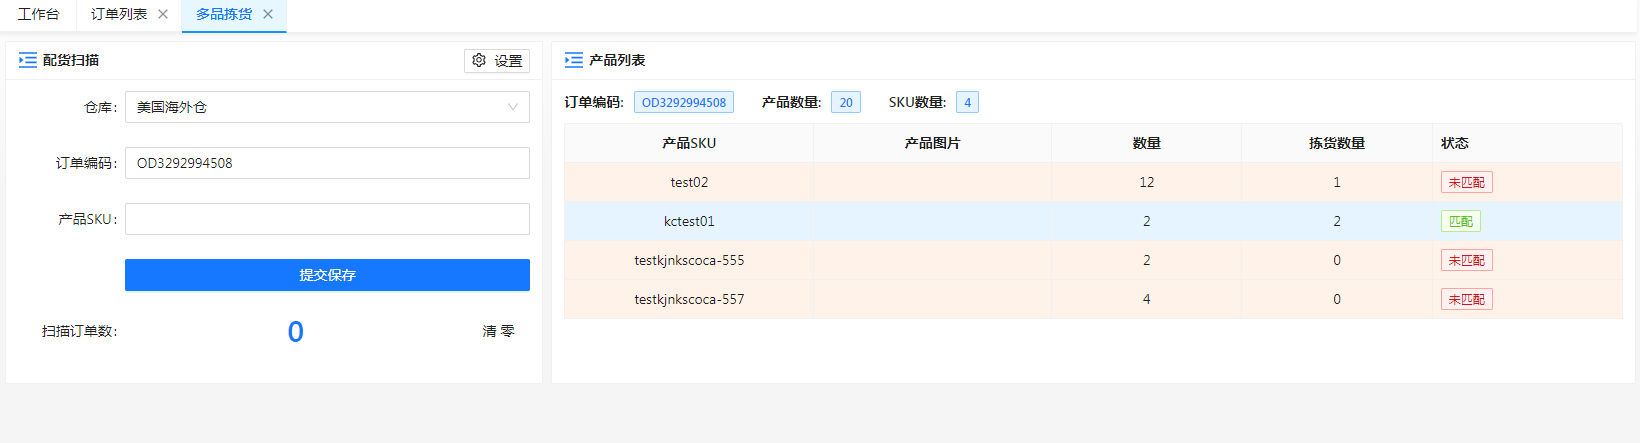 工作台 订单列表 多品拣货
配货扫描 设置
仓库: 美国海外仓
订单编码: OD3292994508
产品SKU:
提交保存
扫描订单数: 0 清 零
产品列表
订单编码: OD3292994508 产品数量: 20 SKU数量: 4
产品SKU 产品图片 数量 拣货数量 状态
test02 12 1 未匹配
kctest01 2 2 匹配
testkjnkscoca-555 2 0 未匹配
testkjnkscoca-557 4 0 未匹配